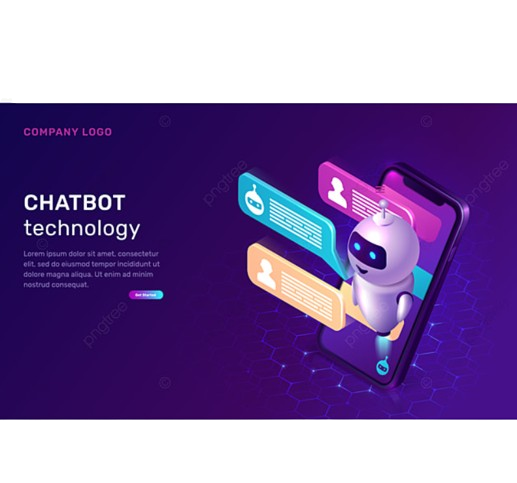 COMPANY LOGO
CHATBOT
technology
Lorem ipsum dolor sit amet, consectetur
elit, sed do eiusmod tempor incididunt ut
dolore magna aliqua. Ut enim ad minim
nostrud consequat.
Get Started
pngtree
pngtree
pngtree
pngtree